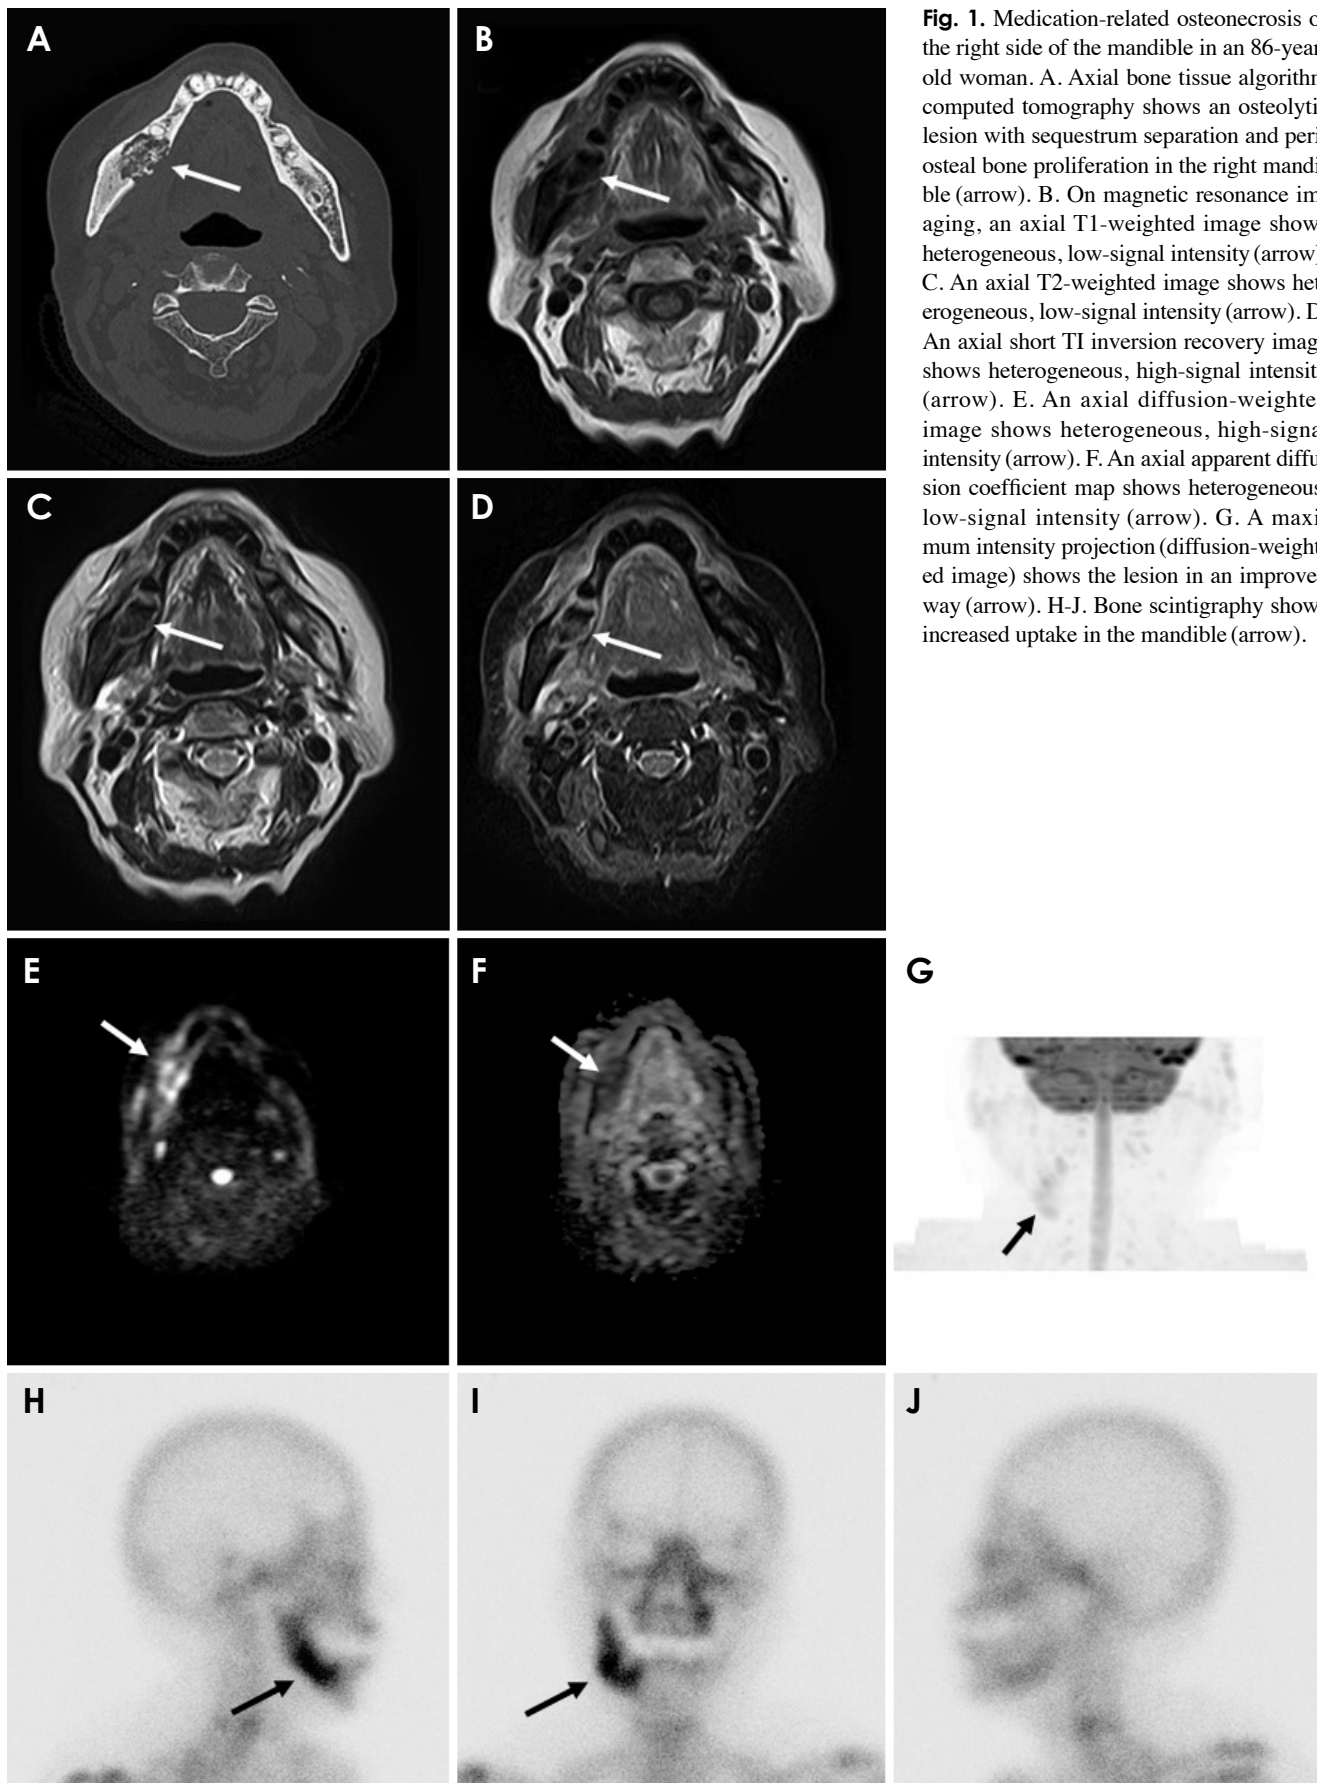 A
B
C
D
E
F
G
H
I
J
Fig. 1. Medication-related osteonecrosis o
the right side of the mandible in an 86-year
old woman. A. Axial bone tissue algorithm
computed tomography shows an osteolyti
lesion with sequestrum separation and peri
osteal bone proliferation in the right mandi
ble (arrow). B. On magnetic resonance im
aging, an axial T1-weighted image show
heterogeneous, low-signal intensity (arrow)
C. An axial T2-weighted image shows het
erogeneous, low-signal intensity (arrow). D
An axial short TI inversion recovery imag
shows heterogeneous, high-signal intensit
(arrow). E. An axial diffusion-weighte
image shows heterogeneous, high-signa
intensity (arrow). F. An axial apparent diffu
sion coefficient map shows heterogeneous
low-signal intensity (arrow). G. A maxi
mum intensity projection (diffusion-weight
ed image) shows the lesion in an improve
way (arrow). H-J. Bone scintigraphy show
increased uptake in the mandible (arrow).